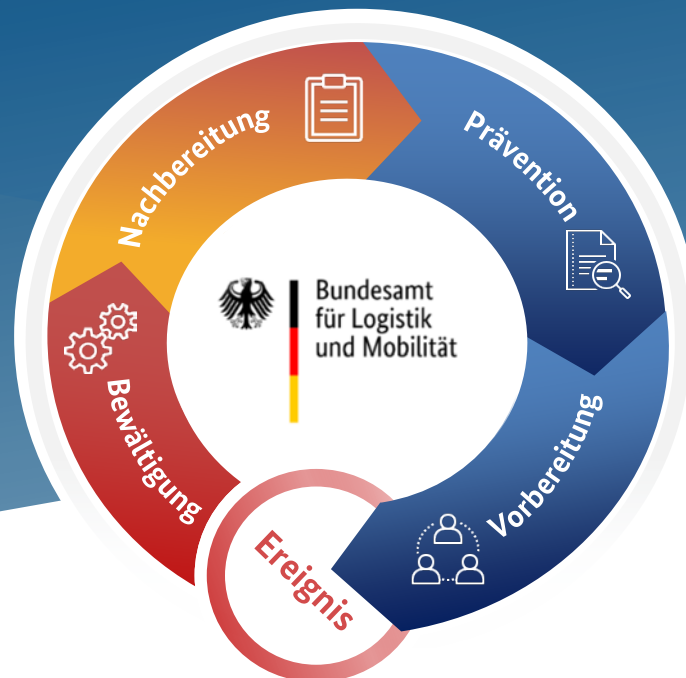 Nachbereitung
Prävention
Bundesamt
für Logistik
und Mobilität
Bewältigung
Vorbereitung
Ereignis